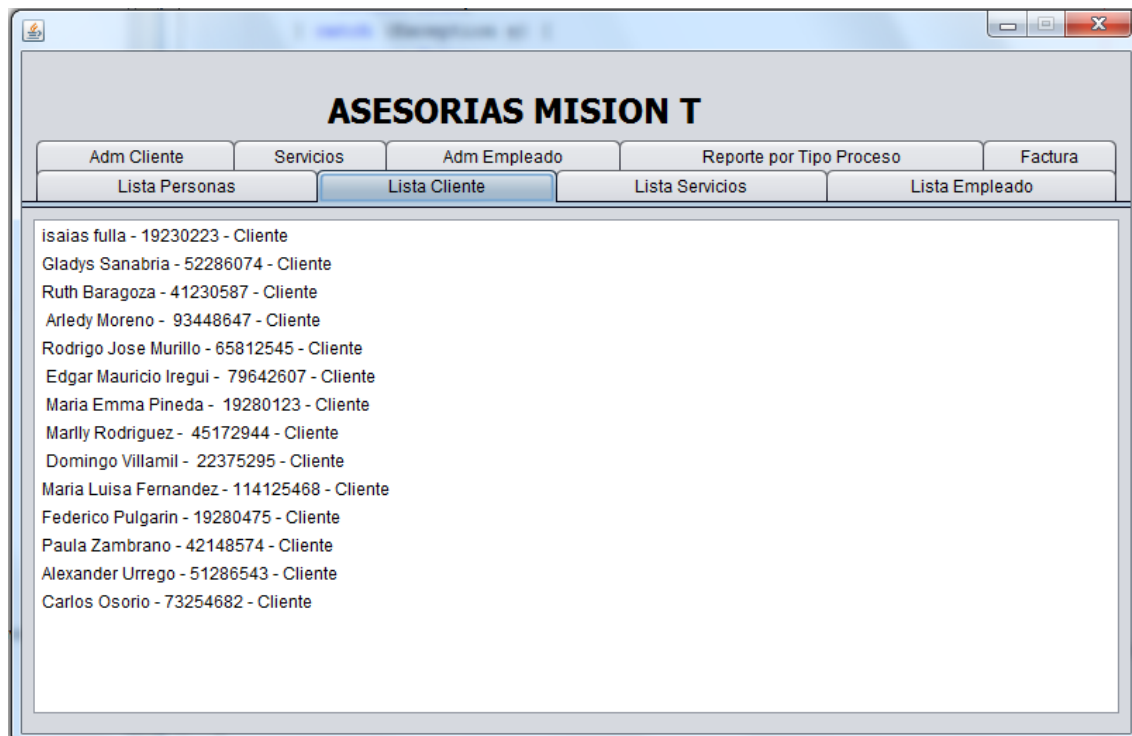 ASESORIAS MISION T
Adm Cliente Servicios Adm Empleado Reporte por Tipo Proceso Factura
Lista Personas Lista Cliente Lista Servicios Lista Empleado
isaias fulla - 19230223 - Cliente
Gladys Sanabria - 52286074 - Cliente
Ruth Baragoza - 41230587 - Cliente
Arledy Moreno -  93448647 - Cliente
Rodrigo Jose Murillo - 65812545 - Cliente
Edgar Mauricio Iregui -  79642607 - Cliente
Maria Emma Pineda -  19280123 - Cliente
Marlly Rodriguez -  45172944 - Cliente
Domingo Villamil -  22375295 - Cliente
Maria Luisa Fernandez - 114125468 - Cliente
Federico Pulgarin - 19280475 - Cliente
Paula Zambrano - 42148574 - Cliente
Alexander Urrego - 51286543 - Cliente
Carlos Osorio - 73254682 - Cliente